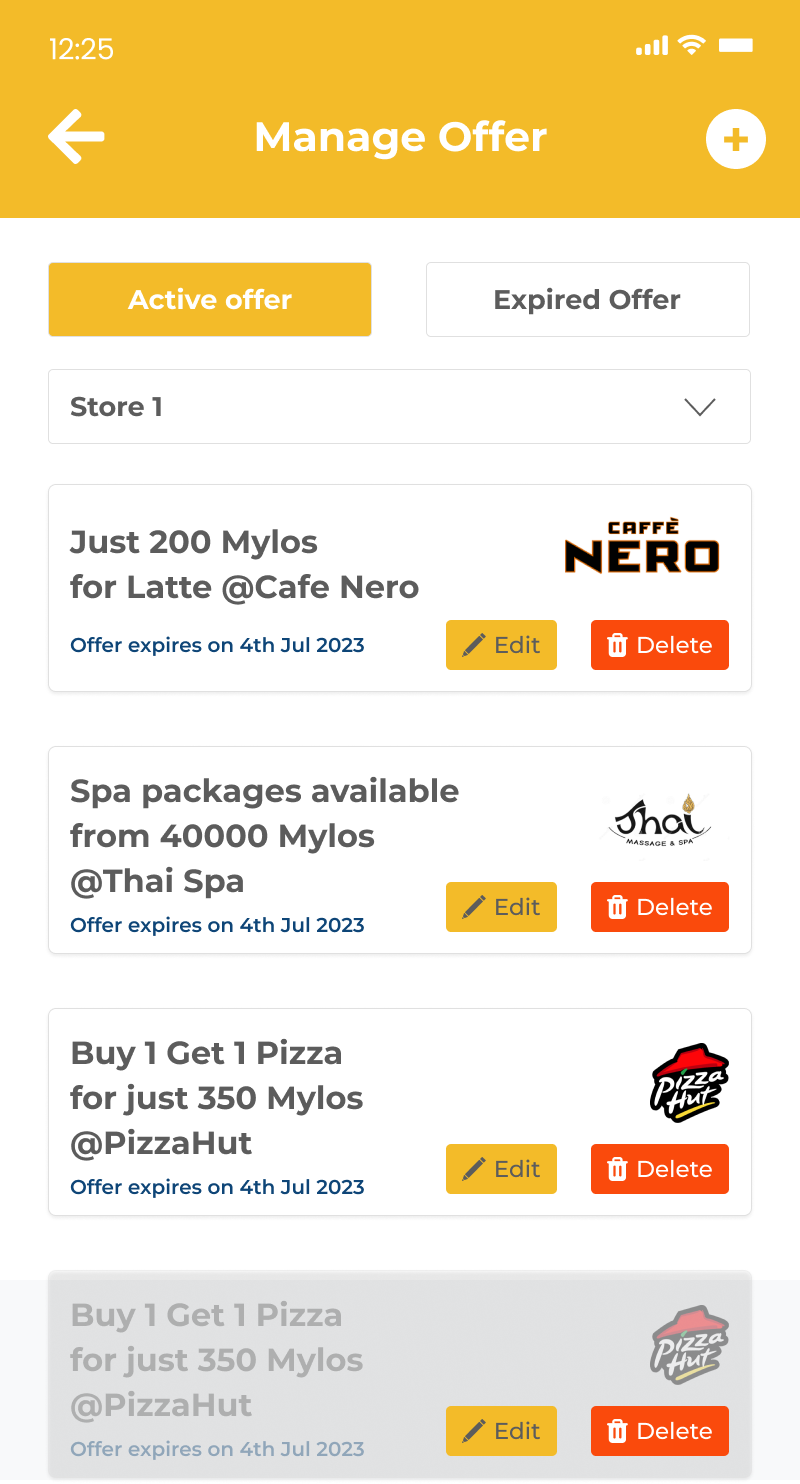 12:25
Manage Offer
Active offer
Expired Offer
Store 1
Just 200 Mylos
for Latte @Cafe Nero
CAFFÈ
NERO
Offer expires on 4th Jul 2023
Edit
Delete
Spa packages available
from 40000 Mylos
@Thai Spa
Thai
MASSAGE & SPA
Offer expires on 4th Jul 2023
Edit
Delete
Buy 1 Get 1 Pizza
for just 350 Mylos
@PizzaHut
Pizza
Hut
Offer expires on 4th Jul 2023
Edit
Delete
Buy 1 Get 1 Pizza
for just 350 Mylos
@PizzaHut
Pizza
Hut
Offer expires on 4th Jul 2023
Edit
Delete